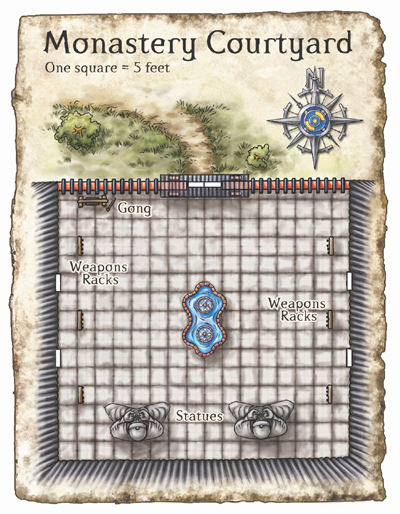 Monastery Courtyard
One square = 5 feet
N
Gong
Weapons
Racks
Weapons
Racks
Statues